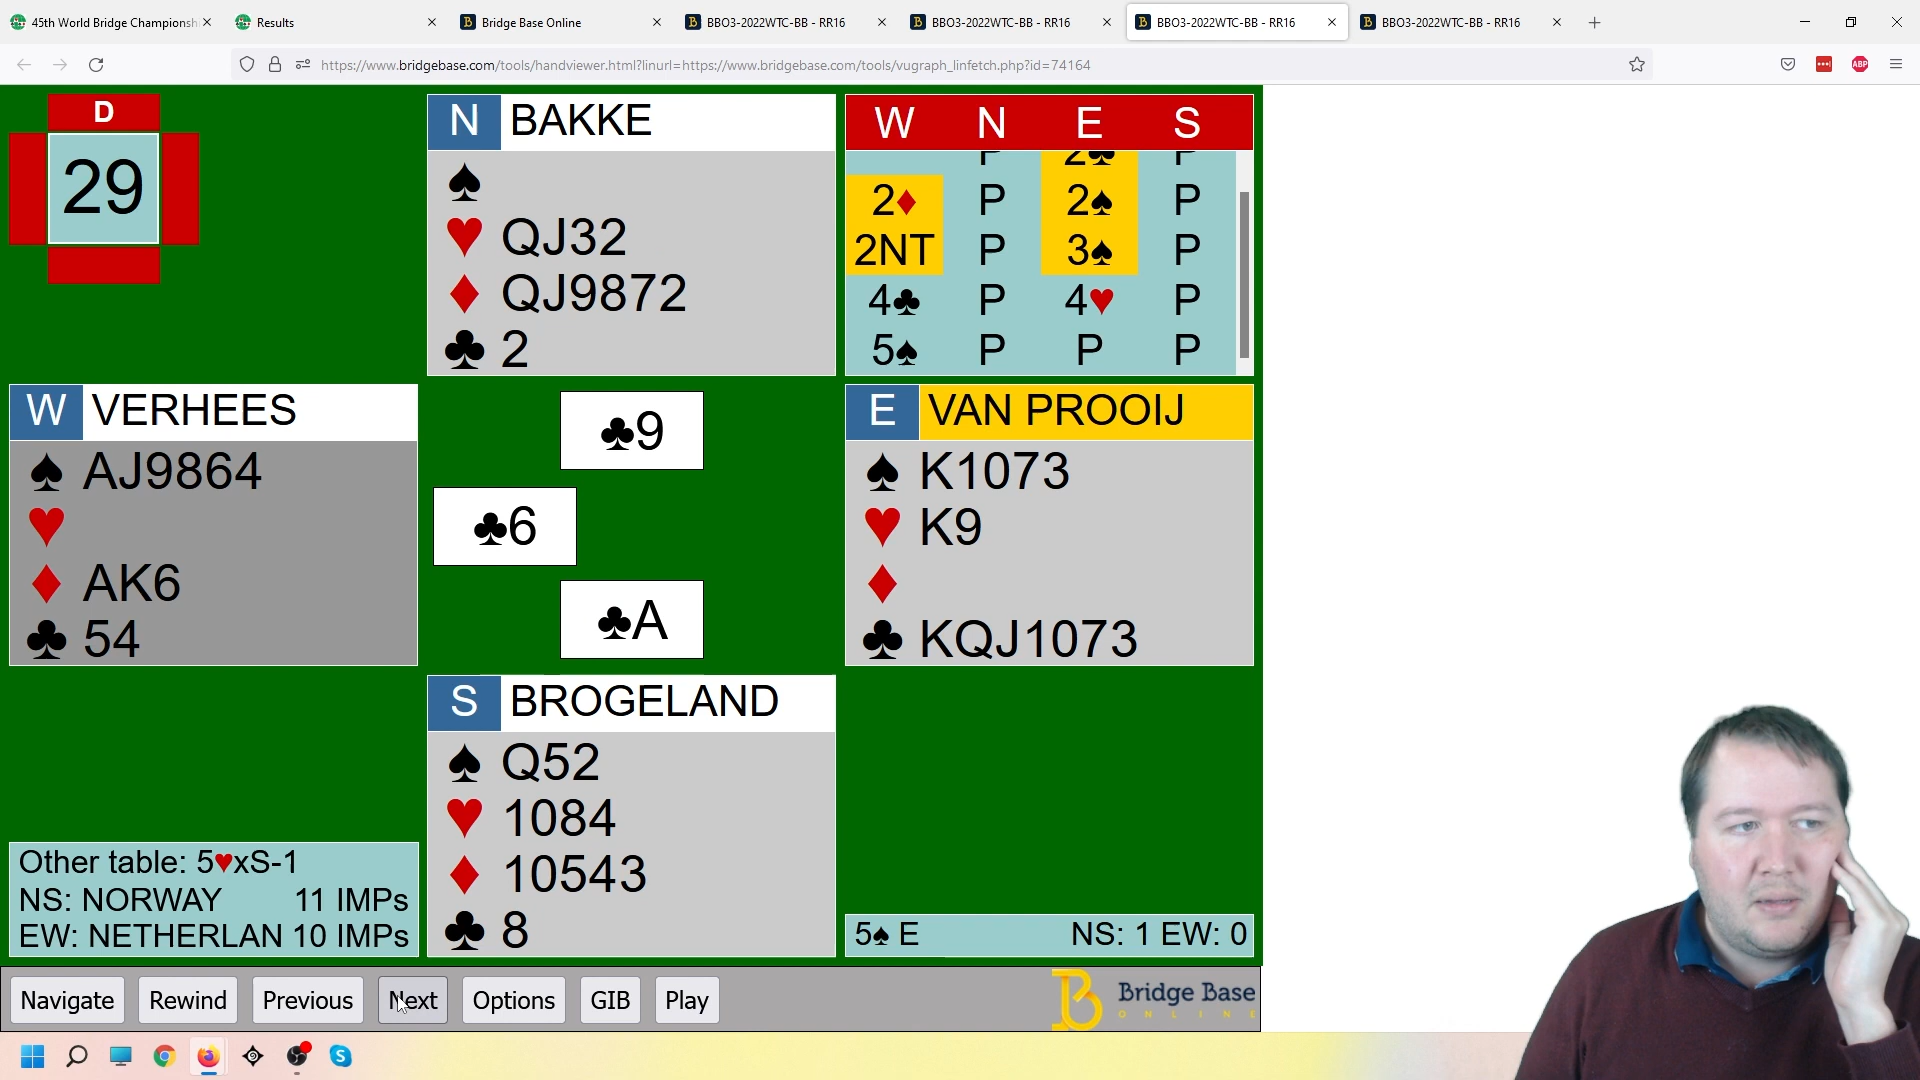 45th World Bridge Championsh
Results
Bridge Base Online
BBO3-2022WTC-BB - RR16
BBO3-2022WTC-BB - RR16
BBO3-2022WTC-BB - RR16
BBO3-2022WTC-BB - RR16
https://www.bridgebase.com/tools/handviewer.html?linurl=https://www.bridgebase.com/tools/vugraph_linfetch.php?id=74164
ABP
D
29
N BAKKE
♠
♥ QJ32
♦ QJ9872
♣ 2
W N E S
P 2♣ P
2♦ P 2♠ P
2NT P 3♠ P
4♣ P 4♥ P
5♠ P P P
W VERHEES
♠ AJ9864
♥
♦ AK6
♣ 54
♣9
♣6
♣A
E VAN PROOIJ
♠ K1073
♥ K9
♦
♣ KQJ1073
S BROGELAND
♠ Q52
♥ 1084
♦ 10543
♣ 8
Other table: 5♥xS-1
NS: NORWAY 11 IMPs
EW: NETHERLAN 10 IMPs
5♠ E NS: 1 EW: 0
Navigate Rewind Previous Next Options GIB Play
Bridge Base
ONLINE